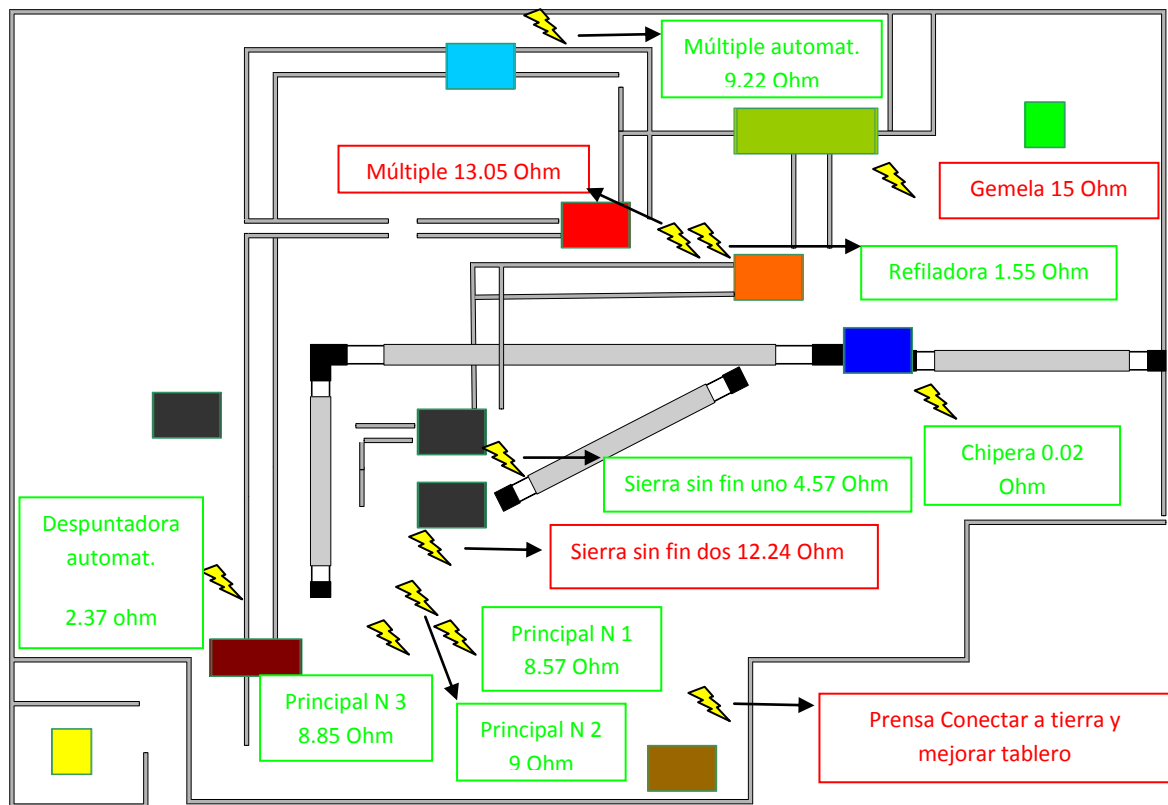 Múltiple automat.
9.22 Ohm
Múltiple 13.05 Ohm
Gemela 15 Ohm
Refiladora 1.55 Ohm
Chipera 0.02
Ohm
Sierra sin fin uno 4.57 Ohm
Despuntadora
automat.
2.37 ohm
Sierra sin fin dos 12.24 Ohm
Principal N 1
8.57 Ohm
Principal N 3
8.85 Ohm
Principal N 2
9 Ohm
Prensa Conectar a tierra y
mejorar tablero